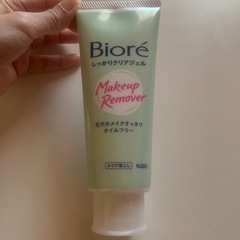 Bioré
しっかりクリアジェル
Makeup
Remover
毛穴のメイクすっきり
オイルフリー
メイク落とし
Kao